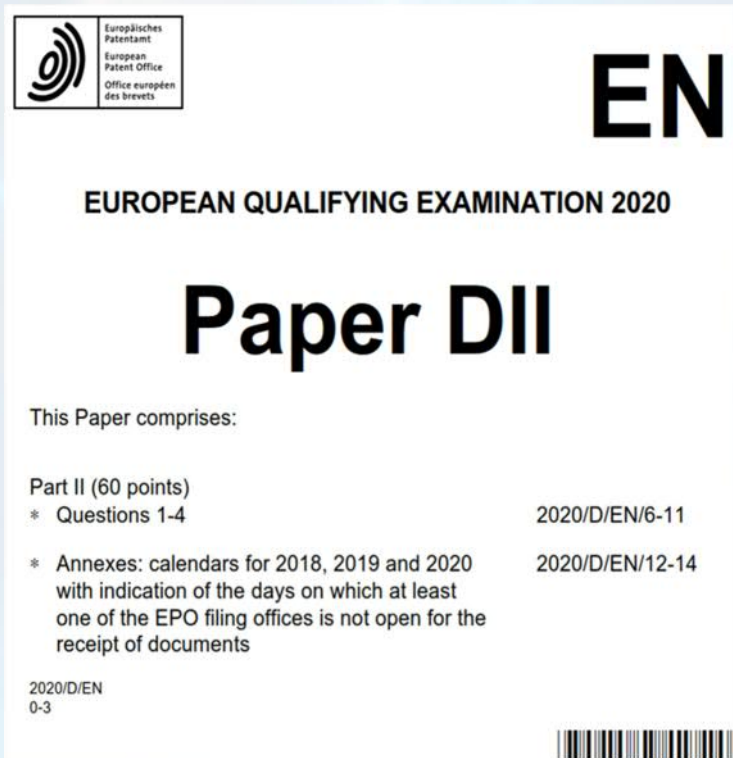 Europäisches
Patentamt
European
Patent Office
Office européen
des brevets
EN
EUROPEAN QUALIFYING EXAMINATION 2020
Paper DII
This Paper comprises:
Part II (60 points)
* Questions 1-4 2020/D/EN/6-11
* Annexes: calendars for 2018, 2019 and 2020 2020/D/EN/12-14
with indication of the days on which at least
one of the EPO filing offices is not open for the
receipt of documents
2020/D/EN
0-3